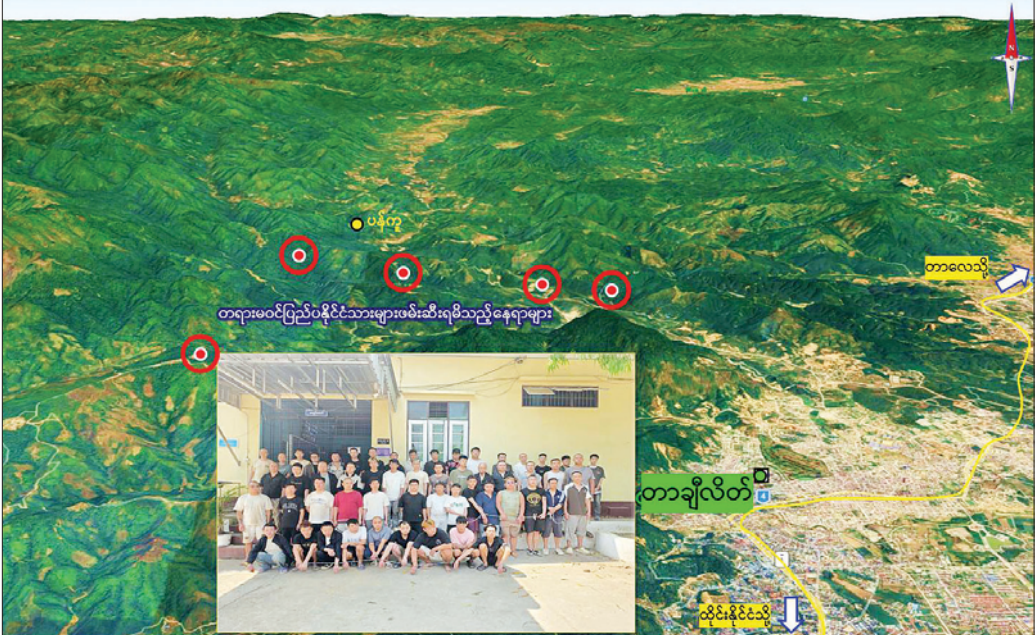 N
S
ပန်ကူ
တာလေသို့
တရားမဝင်ပြည်ပနိုင်ငံသားများဖမ်းဆီးရမိသည့်နေရာများ
တာချီလိတ်
4
1
ထိုင်းနိုင်ငံသို့